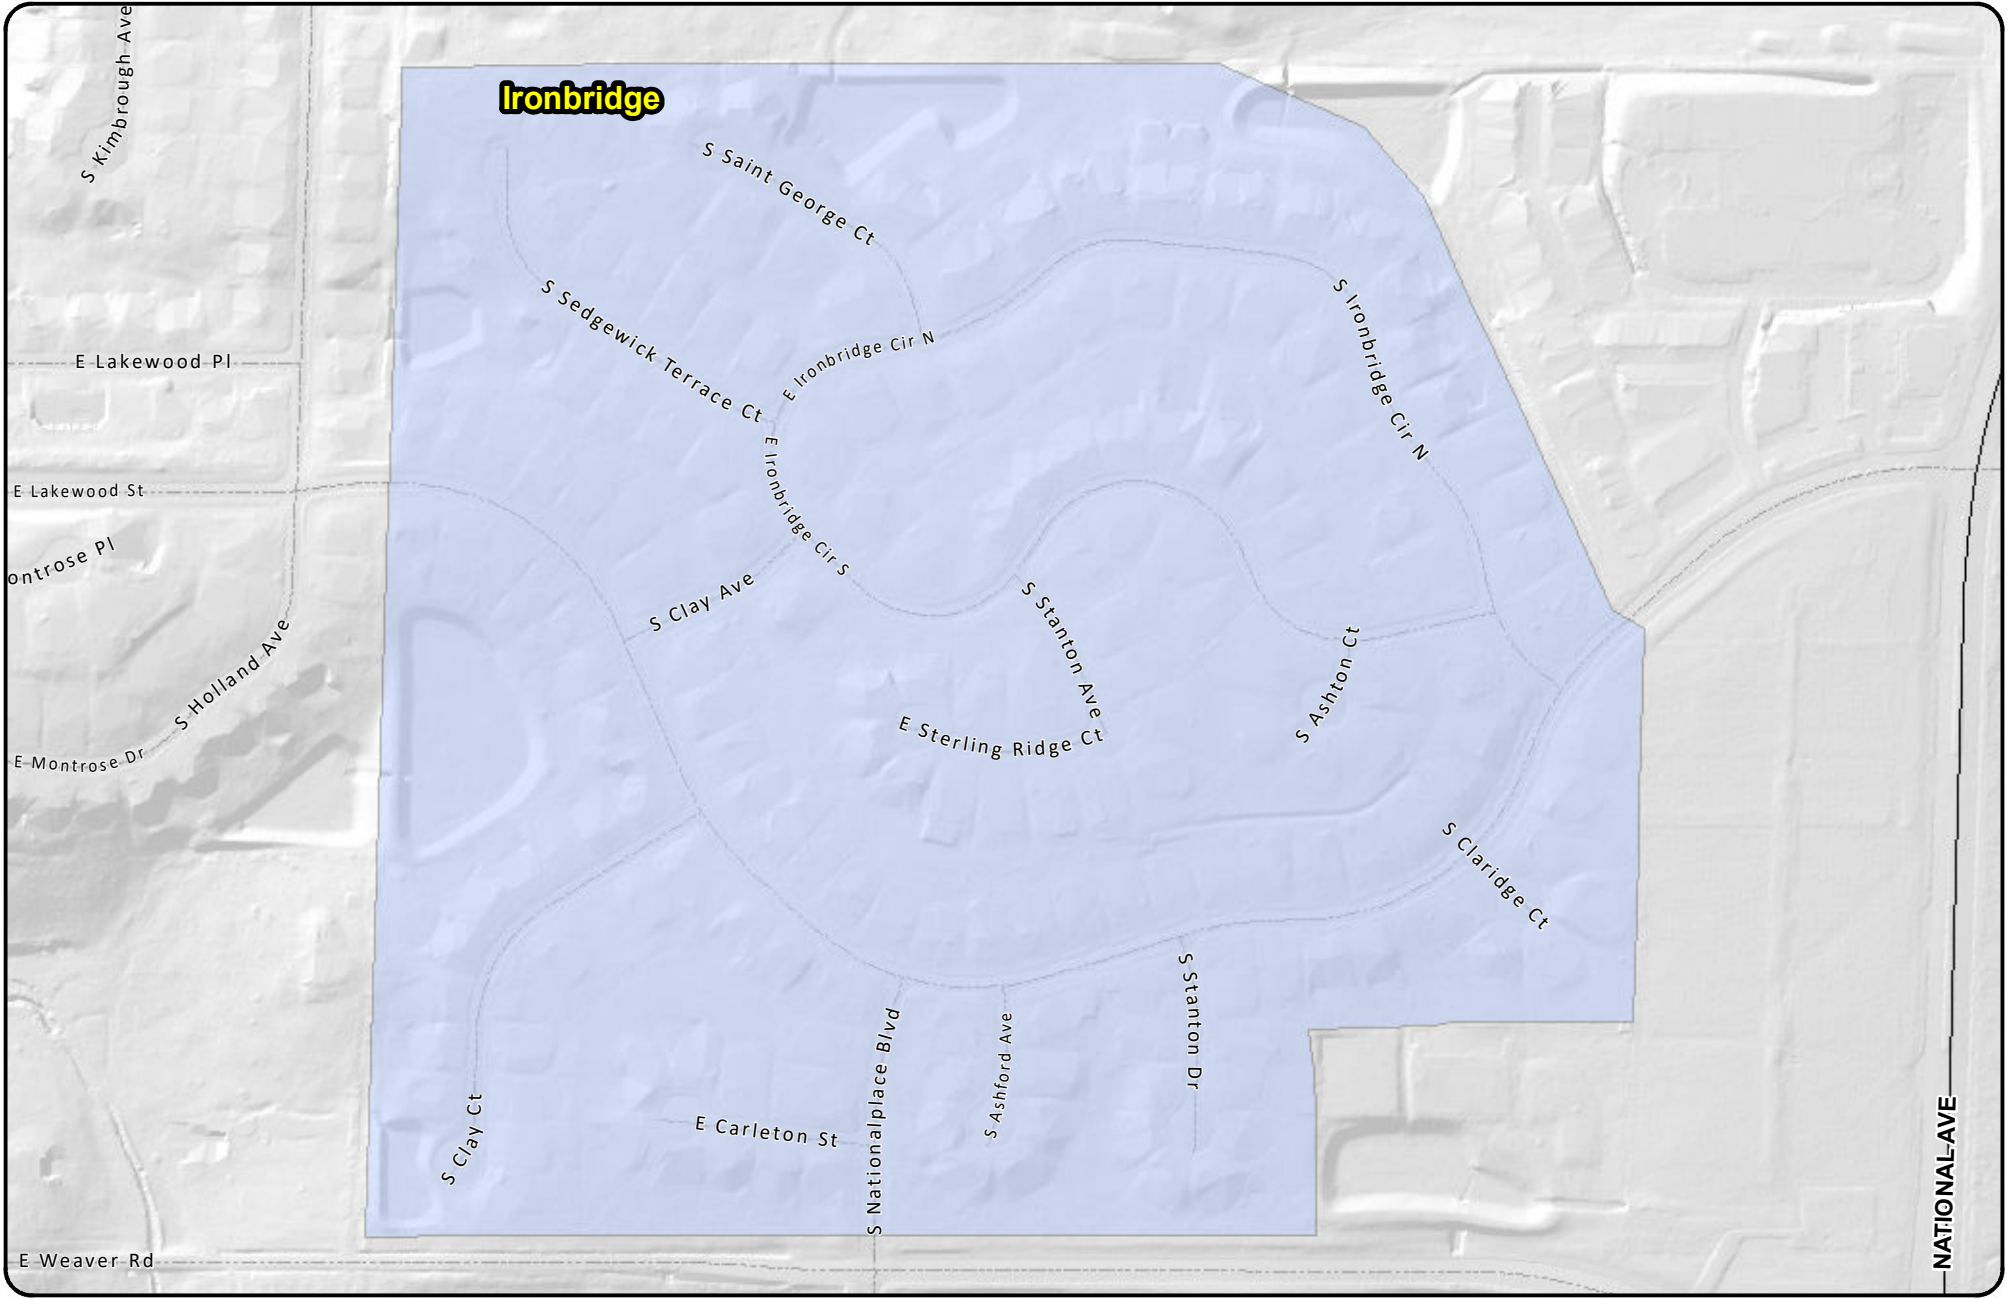 S Kimbrough Ave
Ironbridge
S Saint George Ct
S Sedgewick Terrace Ct
S Ironbridge Cir N
E Ironbridge Cir N
E Lakewood Pl
E Ironbridge Cir S
E Lakewood St
ontrose Pl
S Clay Ave
S Stanton Ave
S Holland Ave
S Ashton Ct
E Sterling Ridge Ct
E Montrose Dr
S Claridge Ct
S Stanton Dr
S Nationalplace Blvd
S Ashford Ave
S Clay Ct
E Carleton St
NATIONAL AVE
E Weaver Rd